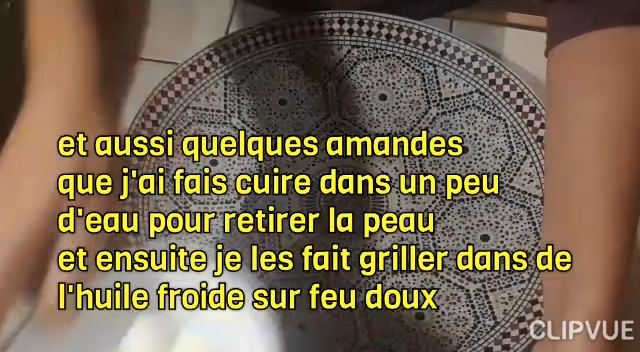 et aussi quelques amandes
que j'ai fais cuire dans un peu
d'eau pour retirer la peau
et ensuite je les fait griller dans de
l'huile froide sur feu doux
CLIPVUE